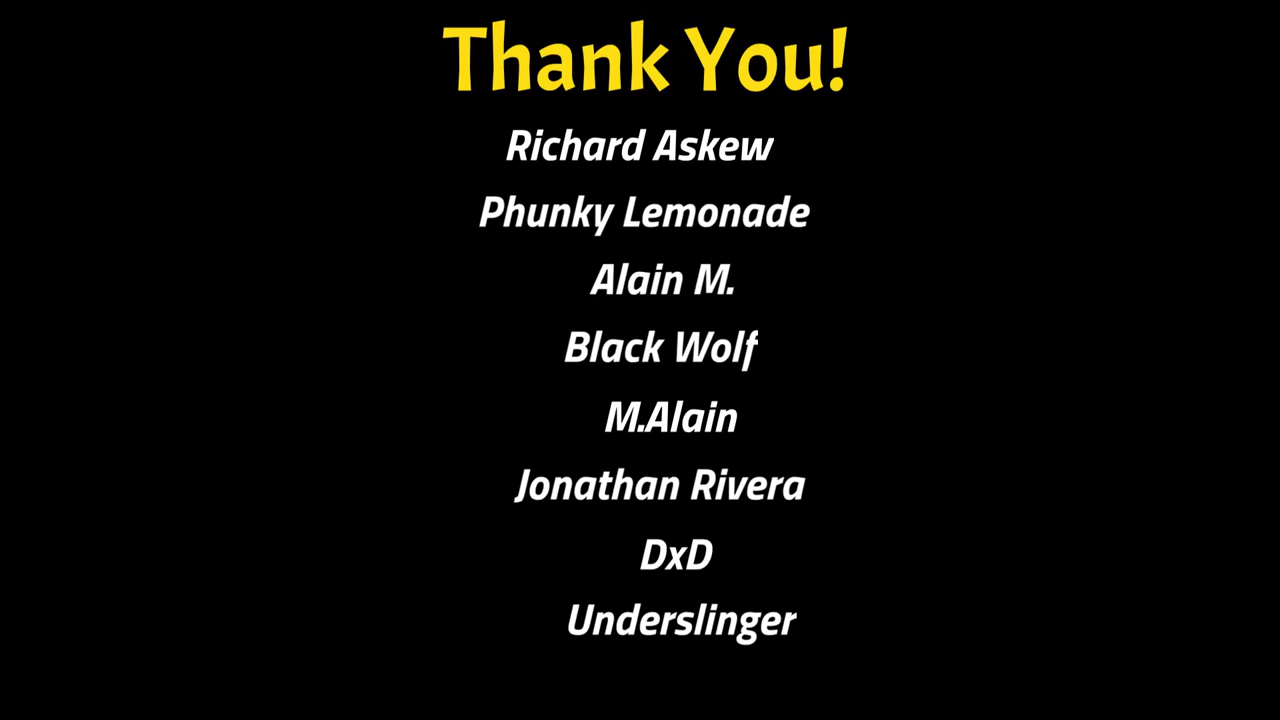 Thank You!
Richard Askew
Phunky Lemonade
Alain M.
Black Wolf
M.Alain
Jonathan Rivera
DxD
Underslinger